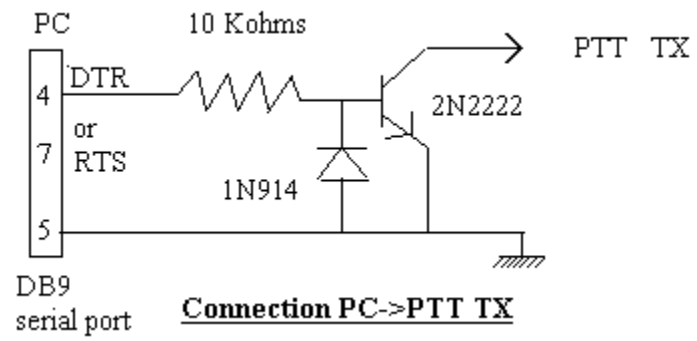 PC
10 Kohms
PTT TX
4
DTR
2N2222
or
7
RTS
1N914
5
DB9
serial port
Connection PC->PTT TX